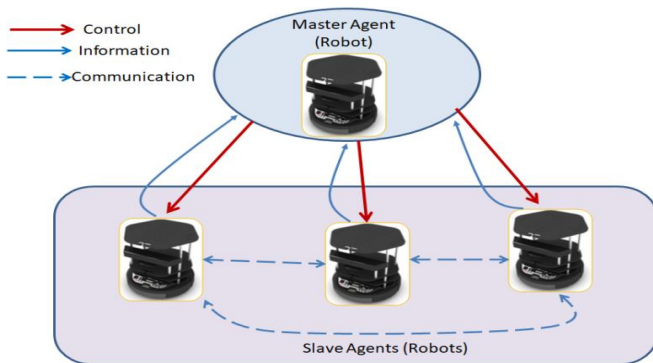 Control
Information
Communication
Master Agent
(Robot)
Slave Agents (Robots)